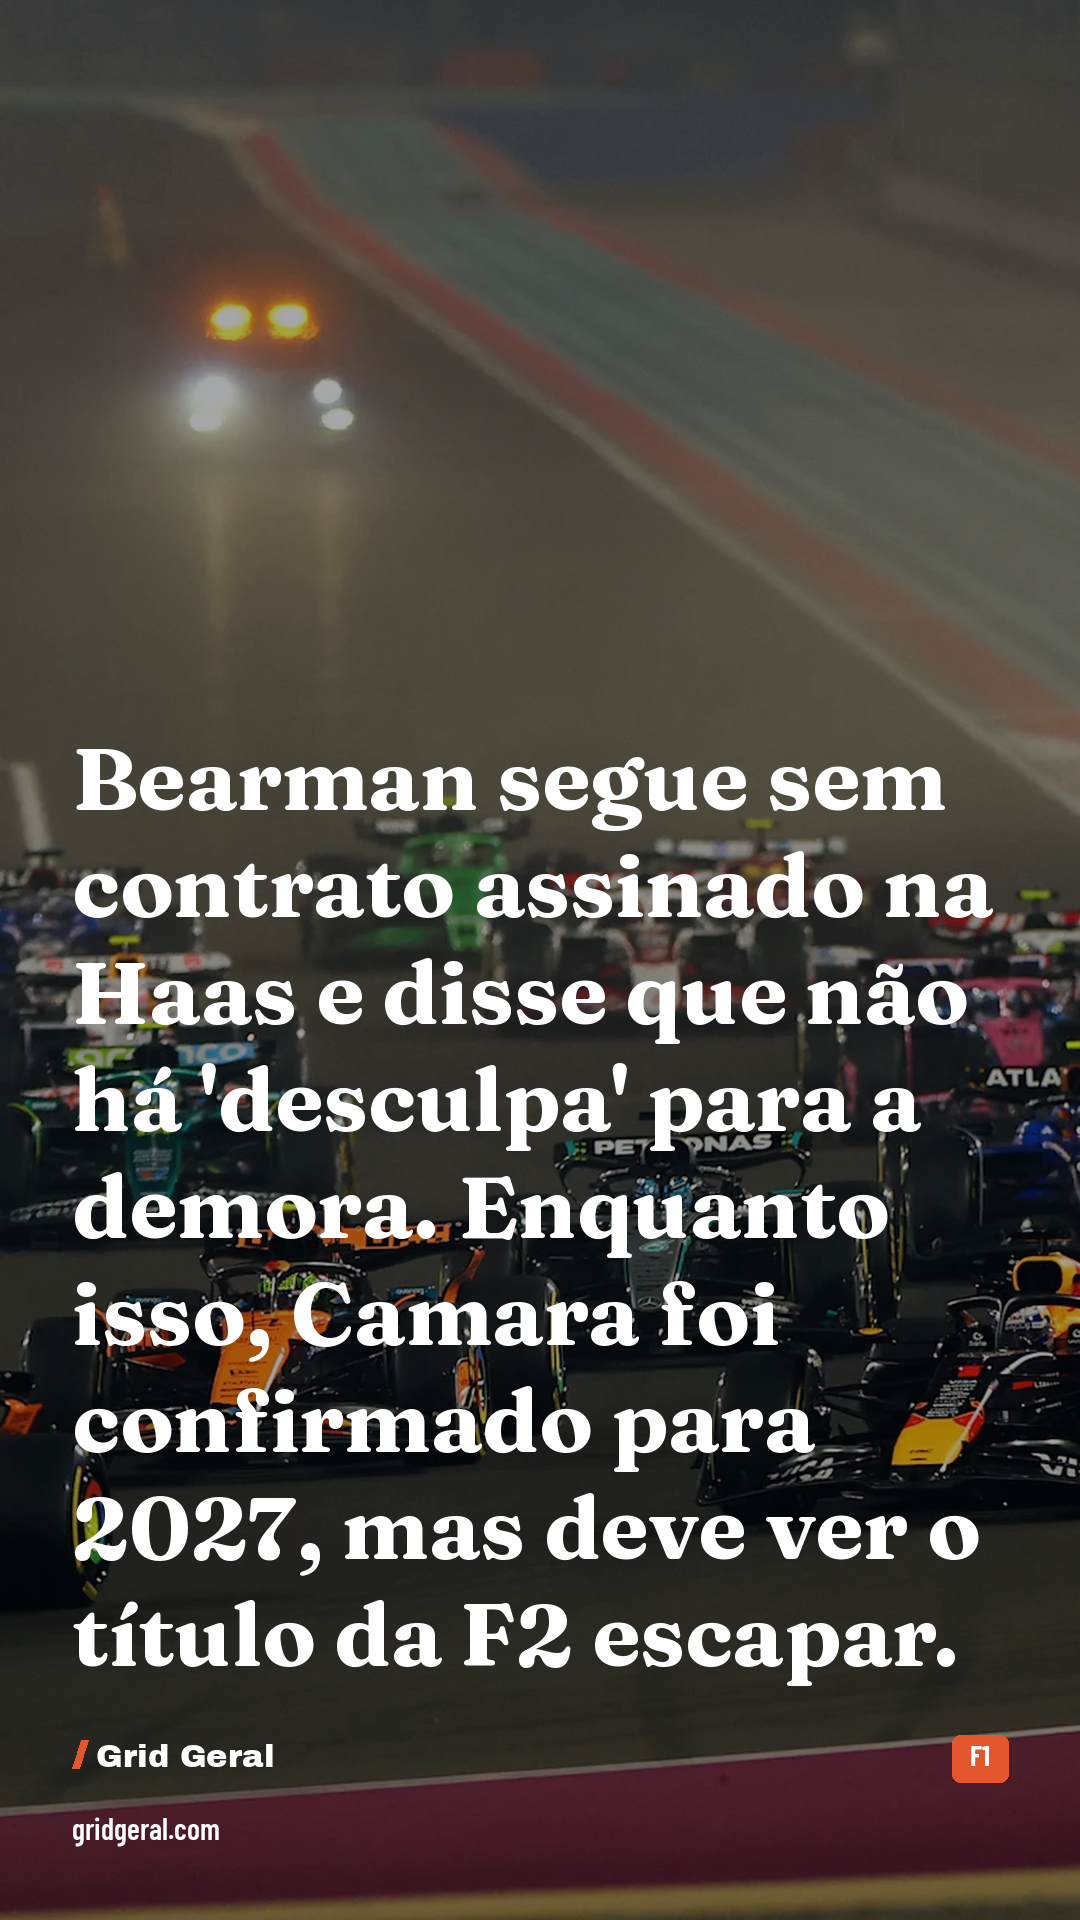 Bearman segue sem
contrato assinado na
Haas e disse que não
há 'desculpa' para a
demora. Enquanto
isso, Camara foi
confirmado para
2027, mas deve ver o
título da F2 escapar.
Grid Geral
F1
gridgeral.com
PETRONAS